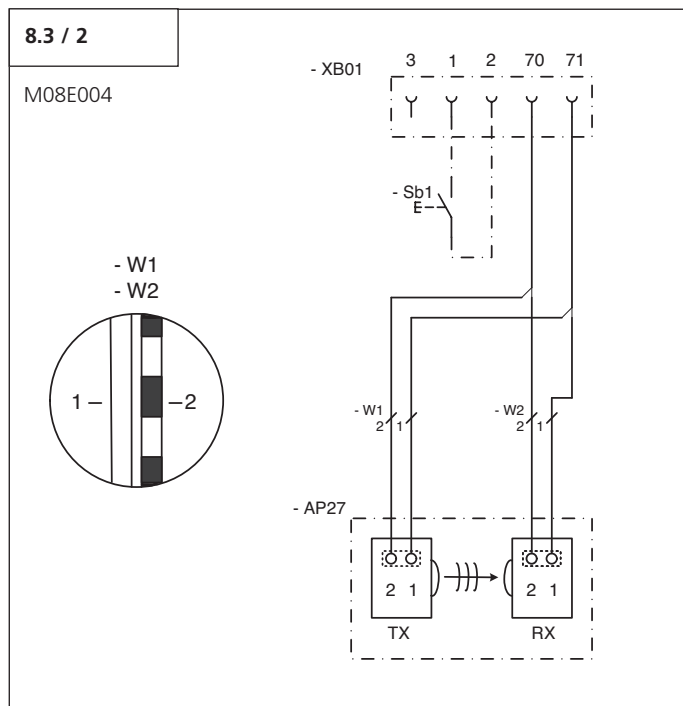 8.3 / 2
M08E004
- XB01 3 1 2 70 71
- Sb1
- W1
- W2
1 – –2
- W1 2 1 - W2 2 1
- AP27
2 1 2 1
TX RX